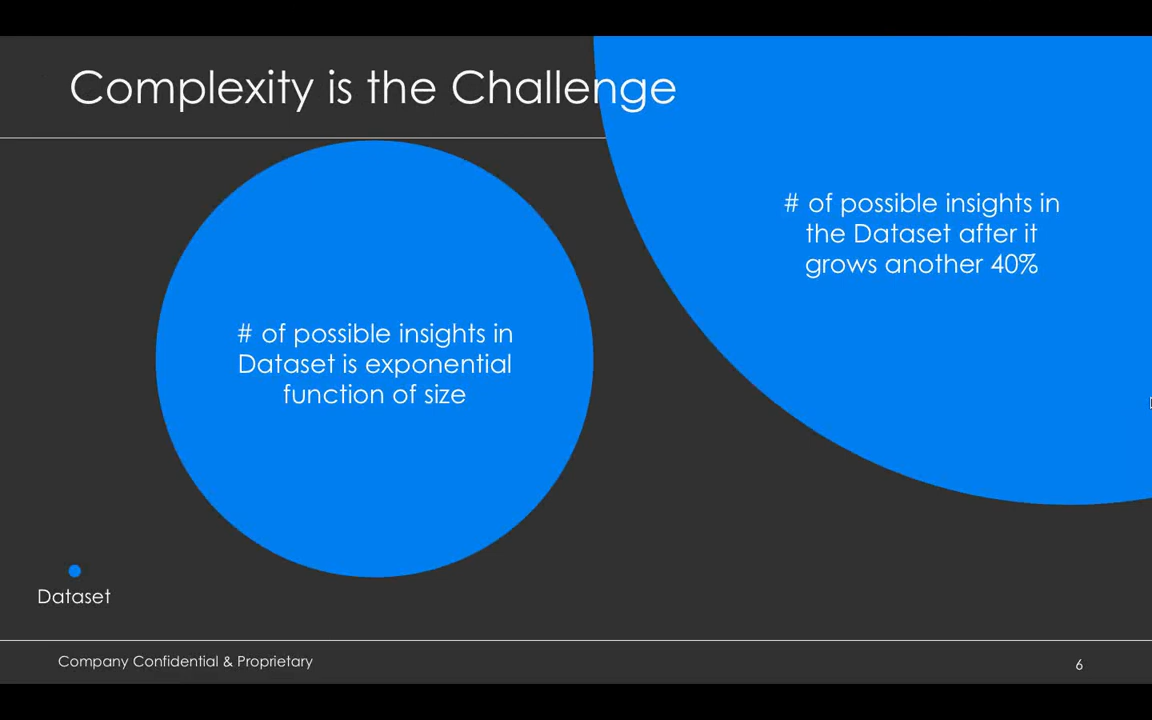 Complexity is the Challenge
# of possible insights in
the Dataset after it
grows another 40%
# of possible insights in
Dataset is exponential
function of size
Dataset
Company Confidential & Proprietary
6